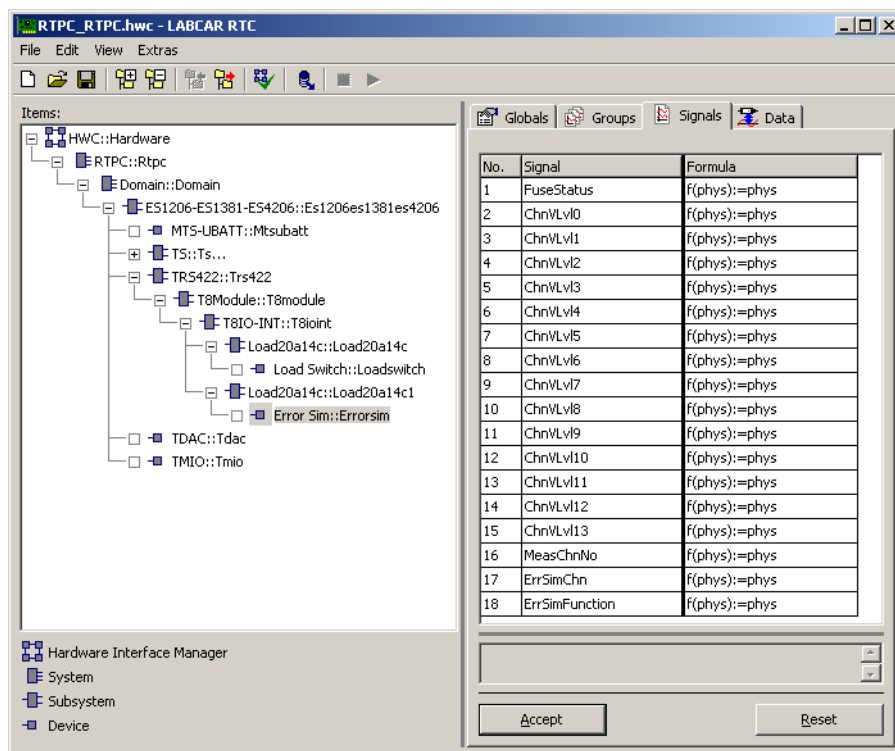 RTPC_RTPC.hwc - LABCAR RTC
File Edit View Extras
Items:
HWC::Hardware
RTPC::Rtpc
Domain::Domain
ES1206-ES1381-ES4206::Es1206es1381es4206
MTS-UBATT::Mtsubatt
TS::Ts...
TRS422::Trs422
T8Module::T8module
T8IO-INT::T8ioint
Load20a14c::Load20a14c
Load Switch::Loadswitch
Load20a14c::Load20a14c1
Error Sim::Errorsim
TDAC::Tdac
TMIO::Tmio
Hardware Interface Manager
System
Subsystem
Device
Globals Groups Signals Data
No. Signal Formula
1 FuseStatus f(phys):=phys
2 ChnVLvl0 f(phys):=phys
3 ChnVLvl1 f(phys):=phys
4 ChnVLvl2 f(phys):=phys
5 ChnVLvl3 f(phys):=phys
6 ChnVLvl4 f(phys):=phys
7 ChnVLvl5 f(phys):=phys
8 ChnVLvl6 f(phys):=phys
9 ChnVLvl7 f(phys):=phys
10 ChnVLvl8 f(phys):=phys
11 ChnVLvl9 f(phys):=phys
12 ChnVLvl10 f(phys):=phys
13 ChnVLvl11 f(phys):=phys
14 ChnVLvl12 f(phys):=phys
15 ChnVLvl13 f(phys):=phys
16 MeasChnNo f(phys):=phys
17 ErrSimChn f(phys):=phys
18 ErrSimFunction f(phys):=phys
Accept Reset